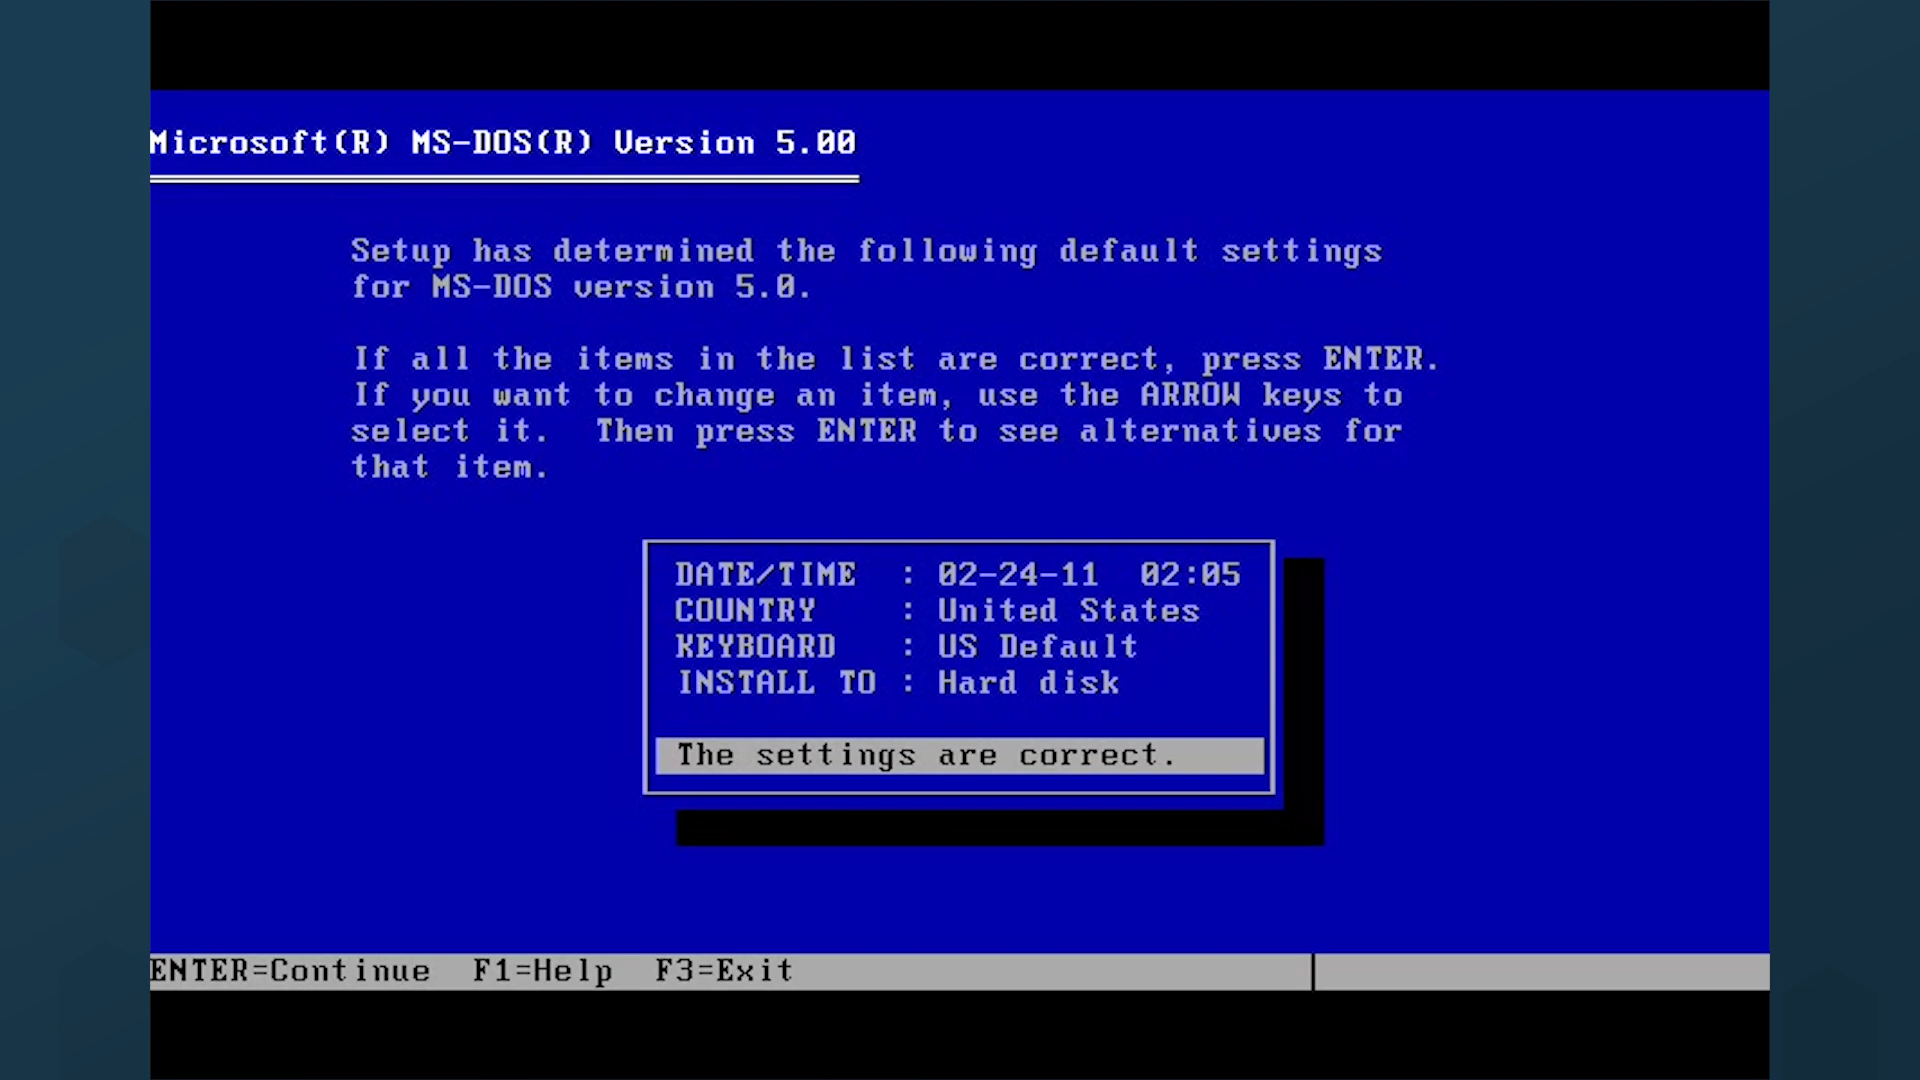 Microsoft(R) MS-DOS(R) Version 5.00
Setup has determined the following default settings
for MS-DOS version 5.0.
If all the items in the list are correct, press ENTER.
If you want to change an item, use the ARROW keys to
select it.  Then press ENTER to see alternatives for
that item.
DATE/TIME  : 02-24-11  02:05
COUNTRY    : United States
KEYBOARD   : US Default
INSTALL TO : Hard disk
The settings are correct.
ENTER=Continue  F1=Help  F3=Exit